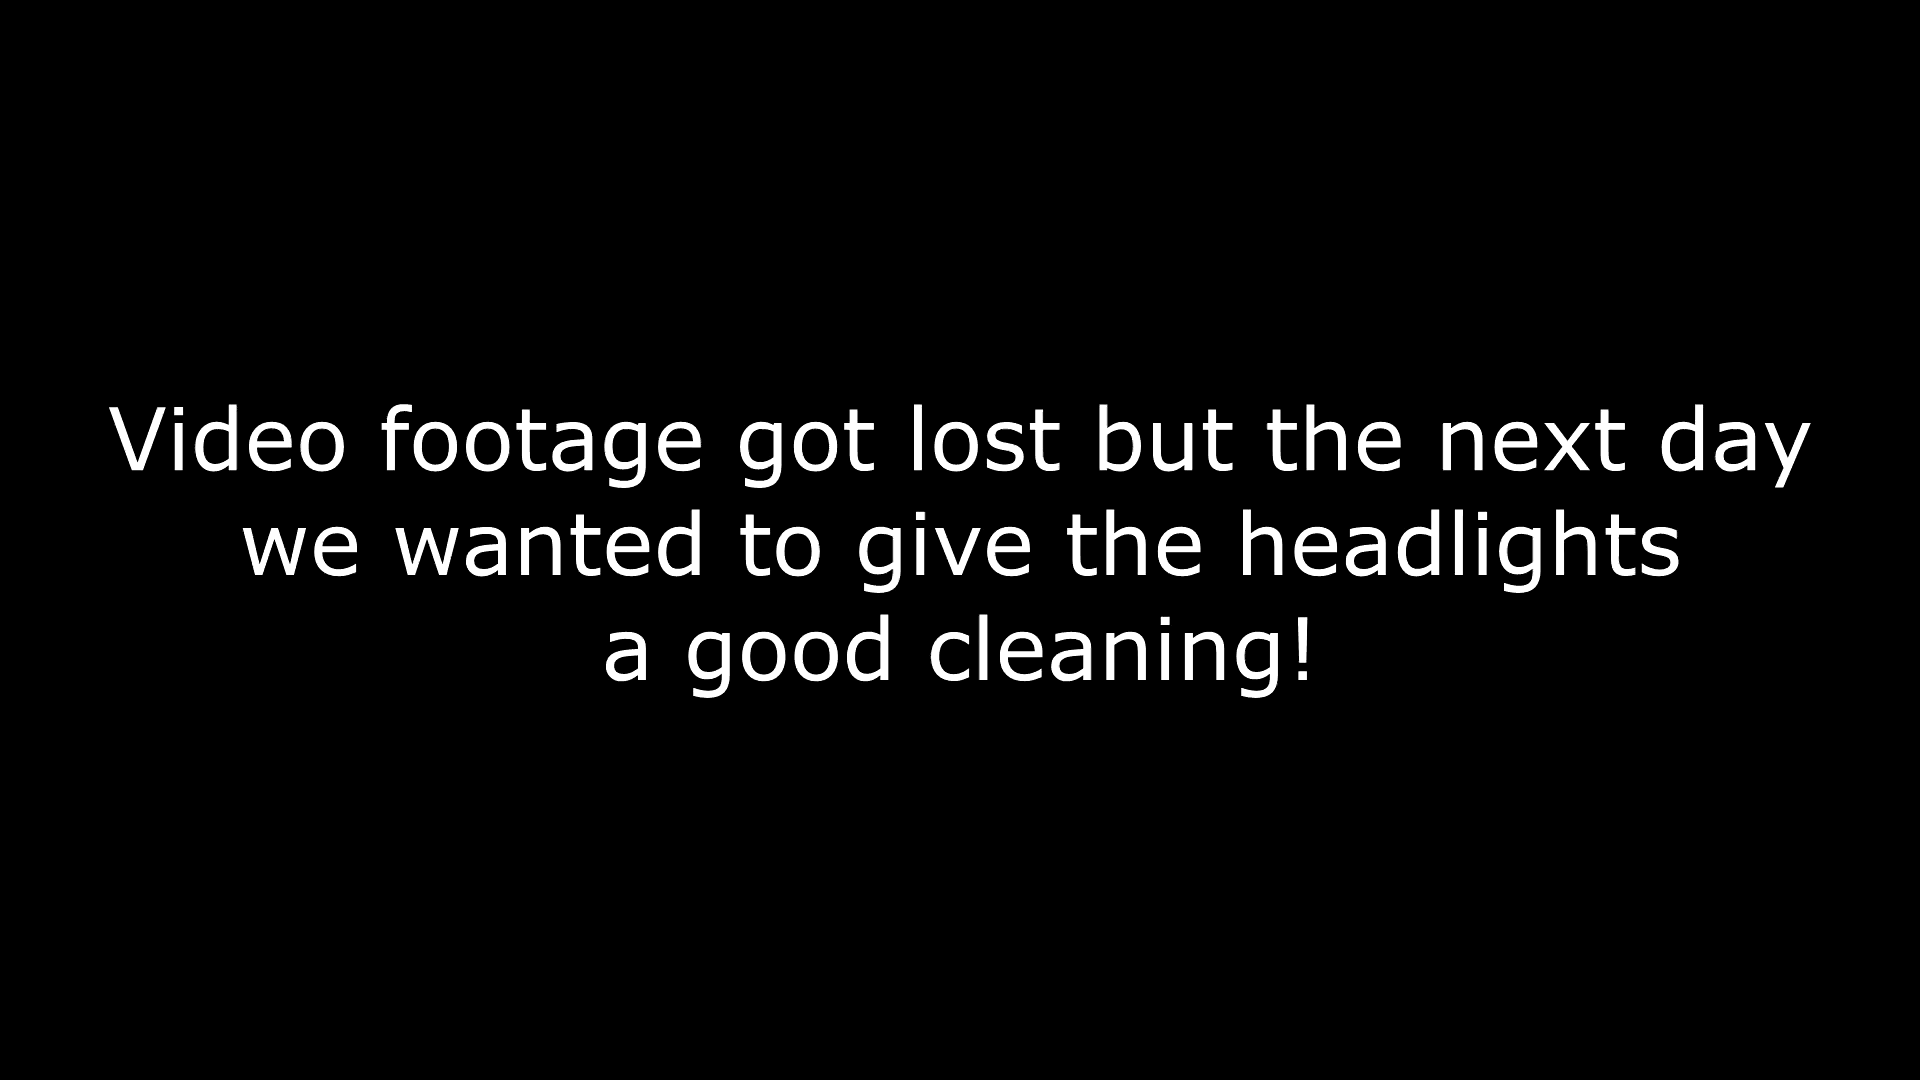 Video footage got lost but the next day
we wanted to give the headlights
a good cleaning!